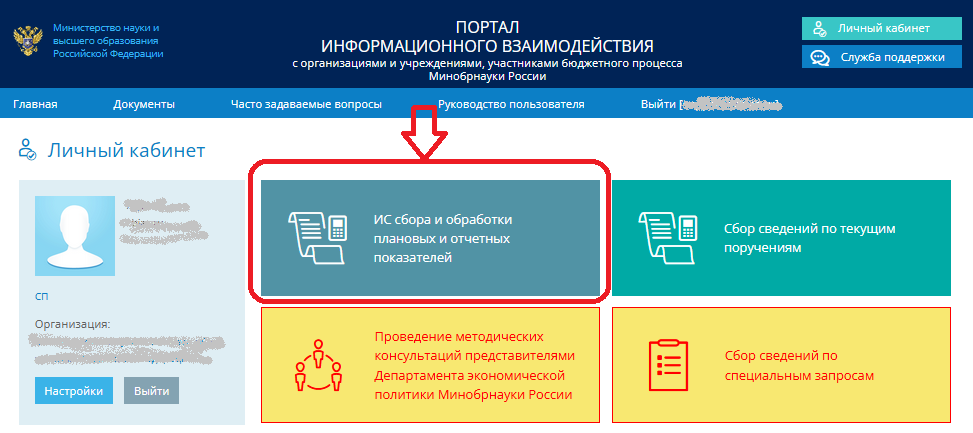 Министерство науки и
высшего образования
Российской Федерации
ПОРТАЛ
ИНФОРМАЦИОННОГО ВЗАИМОДЕЙСТВИЯ
с организациями и учреждениями, участниками бюджетного процесса
Минобрнауки России
Личный кабинет
Служба поддержки
Главная
Документы
Часто задаваемые вопросы
Руководство пользователя
Выйти [
]
Личный кабинет
СП
Организация:
Настройки
Выйти
ИС сбора и обработки
плановых и отчетных
показателей
Сбор сведений по текущим
поручениям
Проведение методических
консультаций представителями
Департамента экономической
политики Минобрнауки России
Сбор сведений по
специальным запросам